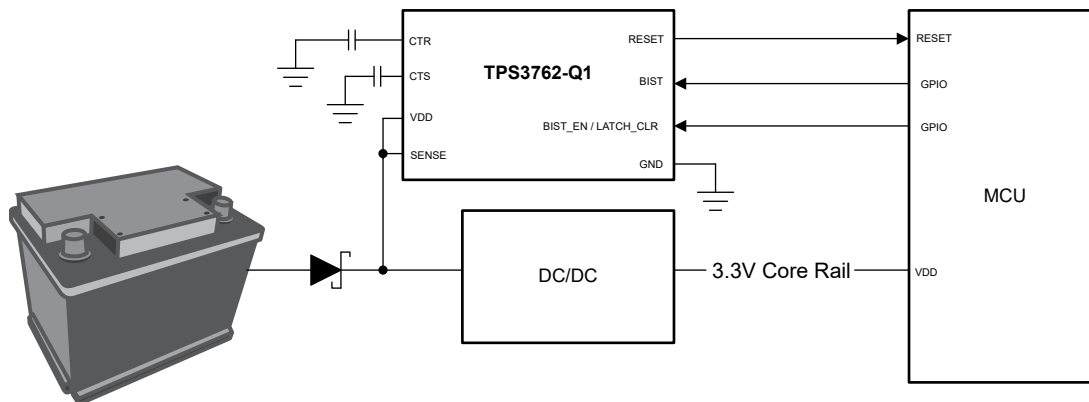 CTR
CTS
VDD
SENSE
TPS3762-Q1
RESET
BIST
BIST_EN / LATCH_CLR
GND
RESET
GPIO
GPIO
MCU
VDD
DC/DC
3.3V Core Rail